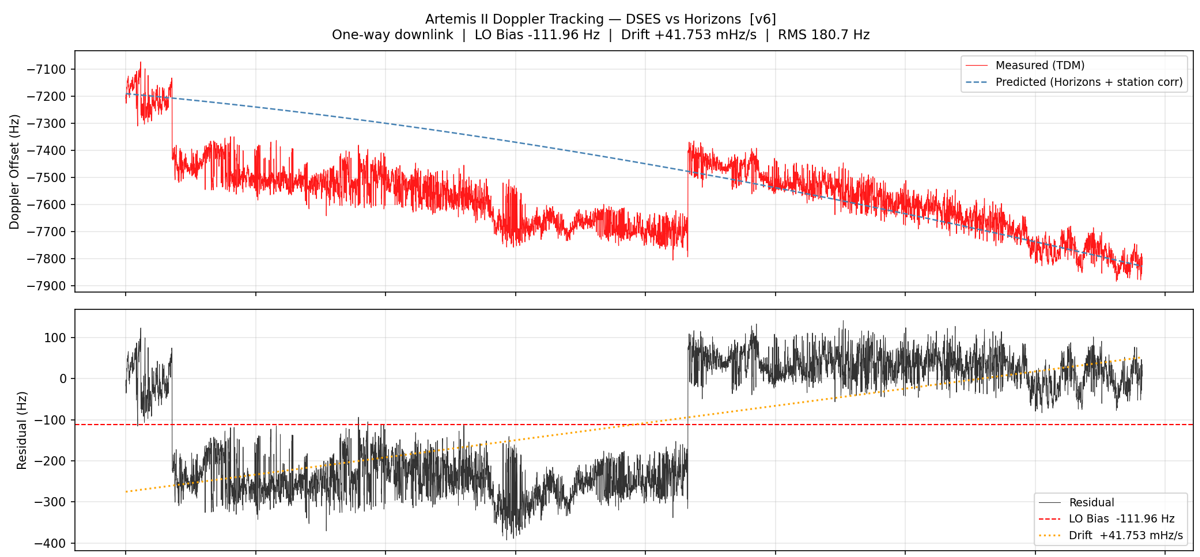 Artemis II Doppler Tracking — DSES vs Horizons  [v6]
One-way downlink  |  LO Bias -111.96 Hz  |  Drift +41.753 mHz/s  |  RMS 180.7 Hz
Doppler Offset (Hz)
−7100
−7200
−7300
−7400
−7500
−7600
−7700
−7800
−7900
Measured (TDM)
Predicted (Horizons + station corr)
Residual (Hz)
100
0
−100
−200
−300
−400
Residual
LO Bias  -111.96 Hz
Drift  +41.753 mHz/s